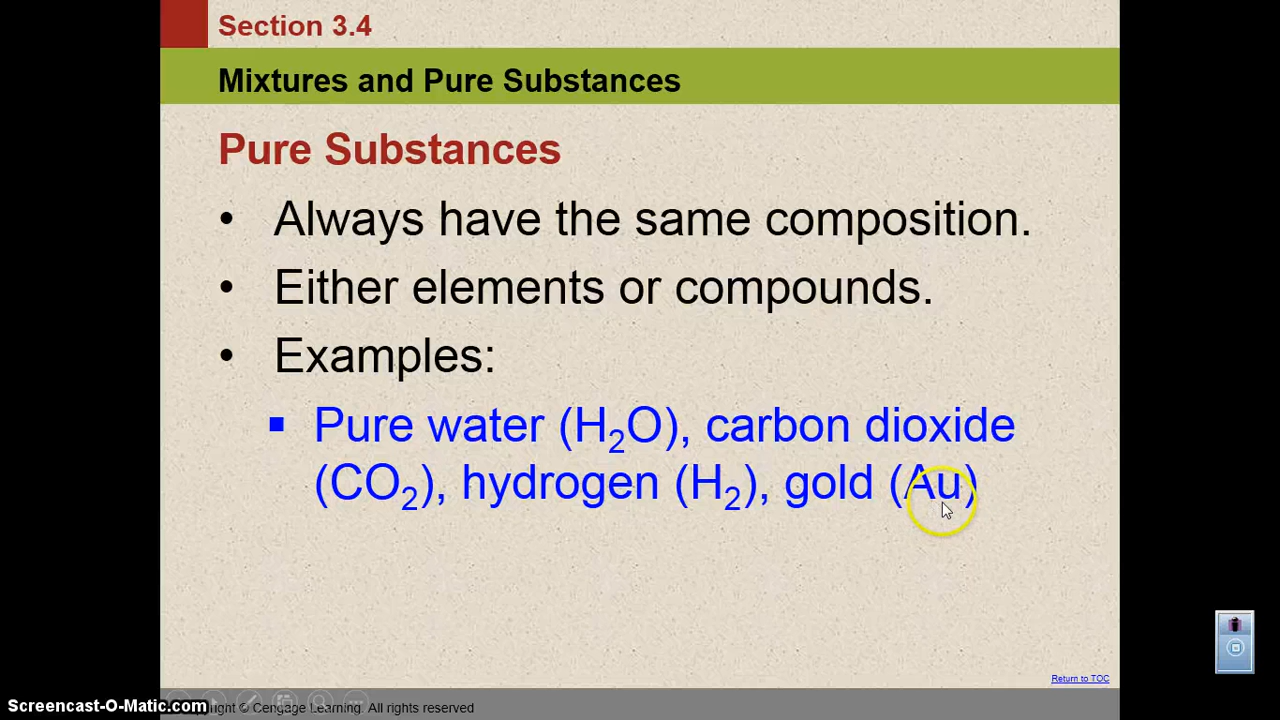 Section 3.4
Mixtures and Pure Substances
Pure Substances
• Always have the same composition.
• Either elements or compounds.
• Examples:
▪ Pure water (H₂O), carbon dioxide
(CO₂), hydrogen (H₂), gold (Au)
Return to TOC
Screencast-O-Matic.com
© Cengage Learning. All rights reserved